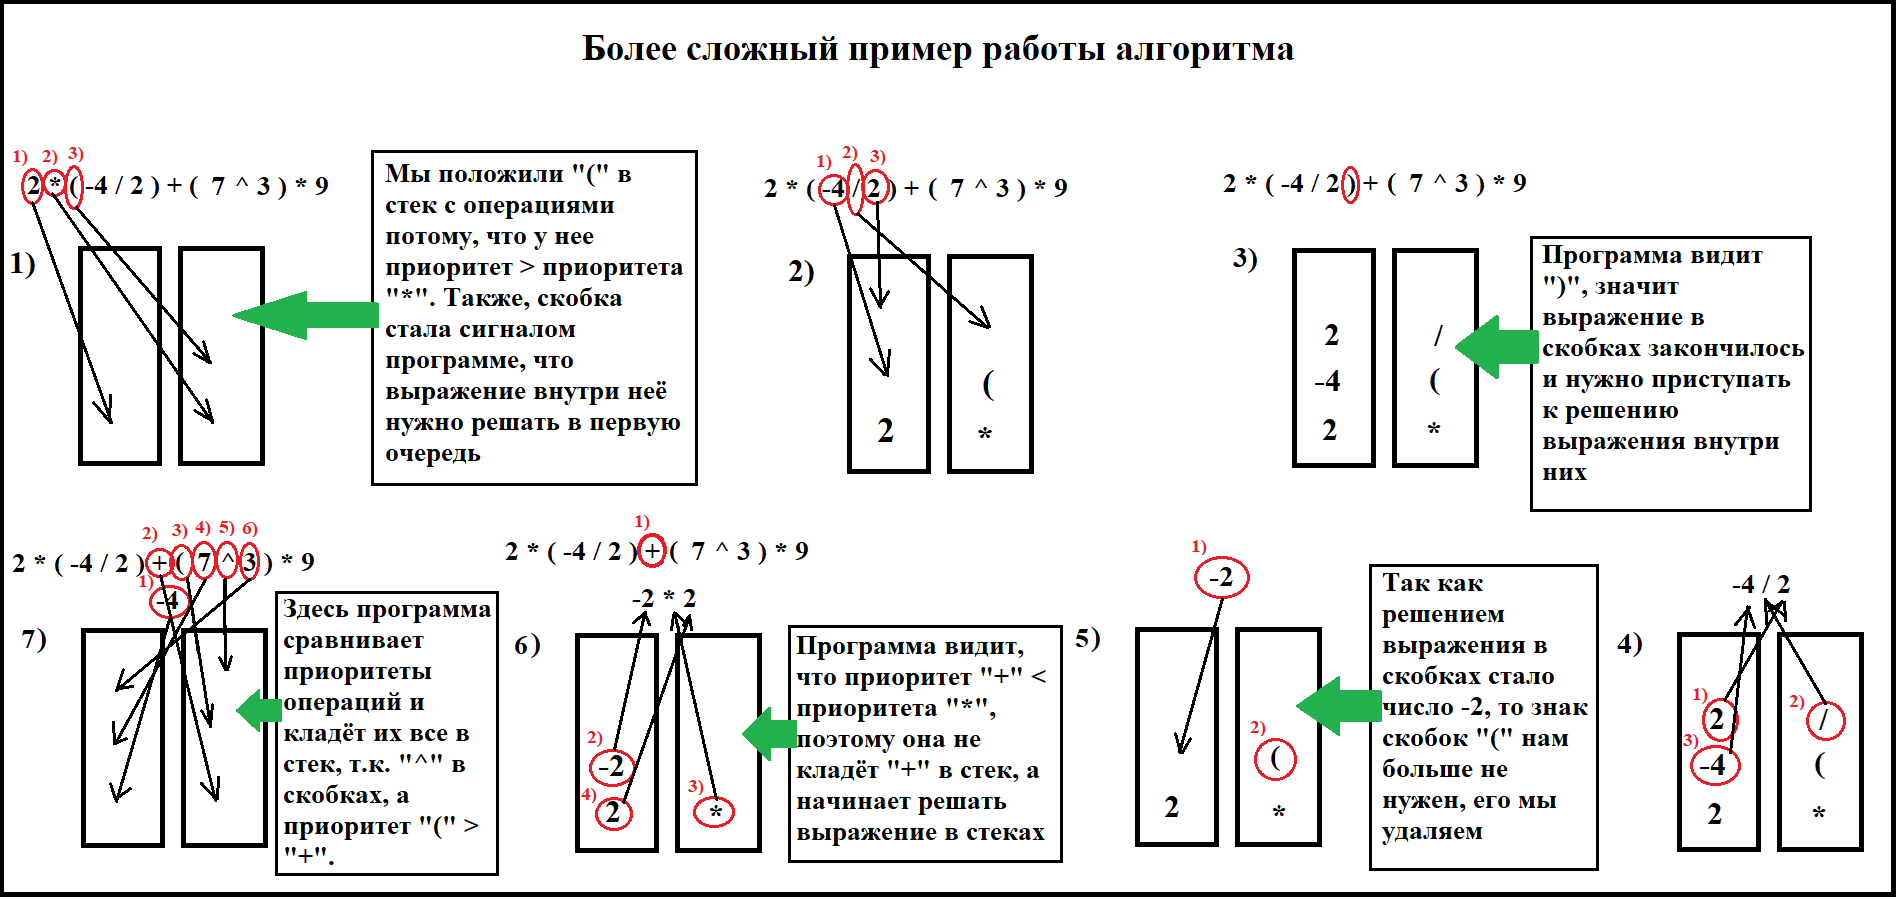 Более сложный пример работы алгоритма
1) 2) 3)
2 * ( -4 / 2 ) + ( 7 ^ 3 ) * 9
1)
Мы положили "(" в
стек с операциями
потому, что у нее
приоритет > приоритета
"*". Также, скобка
стала сигналом
программе, что
выражение внутри неё
нужно решать в первую
очередь
1) 2) 3)
2 * ( -4 / 2 ) + ( 7 ^ 3 ) * 9
2)
(
2 *
2 * ( -4 / 2 ) + ( 7 ^ 3 ) * 9
3)
2 /
-4 (
2 *
Программа видит
")", значит
выражение в
скобках закончилось
и нужно приступать
к решению
выражения внутри
них
2) 3) 4) 5) 6)
2 * ( -4 / 2 ) + ( 7 ^ 3 ) * 9
1)
-4
7)
Здесь программа
сравнивает
приоритеты
операций и
кладёт их все в
стек, т.к. "^" в
скобках, а
приоритет "(" >
"+".
1)
2 * ( -4 / 2 ) + ( 7 ^ 3 ) * 9
-2 * 2
6)
2)
-2
4) 3)
2 *
Программа видит,
что приоритет "+" <
приоритета "*",
поэтому она не
кладёт "+" в стек, а
начинает решать
выражение в стеках
1)
-2
5)
2)
(
2 *
Так как
решением
выражения в
скобках стало
число -2, то знак
скобок "(" нам
больше не
нужен, его мы
удаляем
-4 / 2
4)
1) 2)
2 /
3)
-4 (
2 *